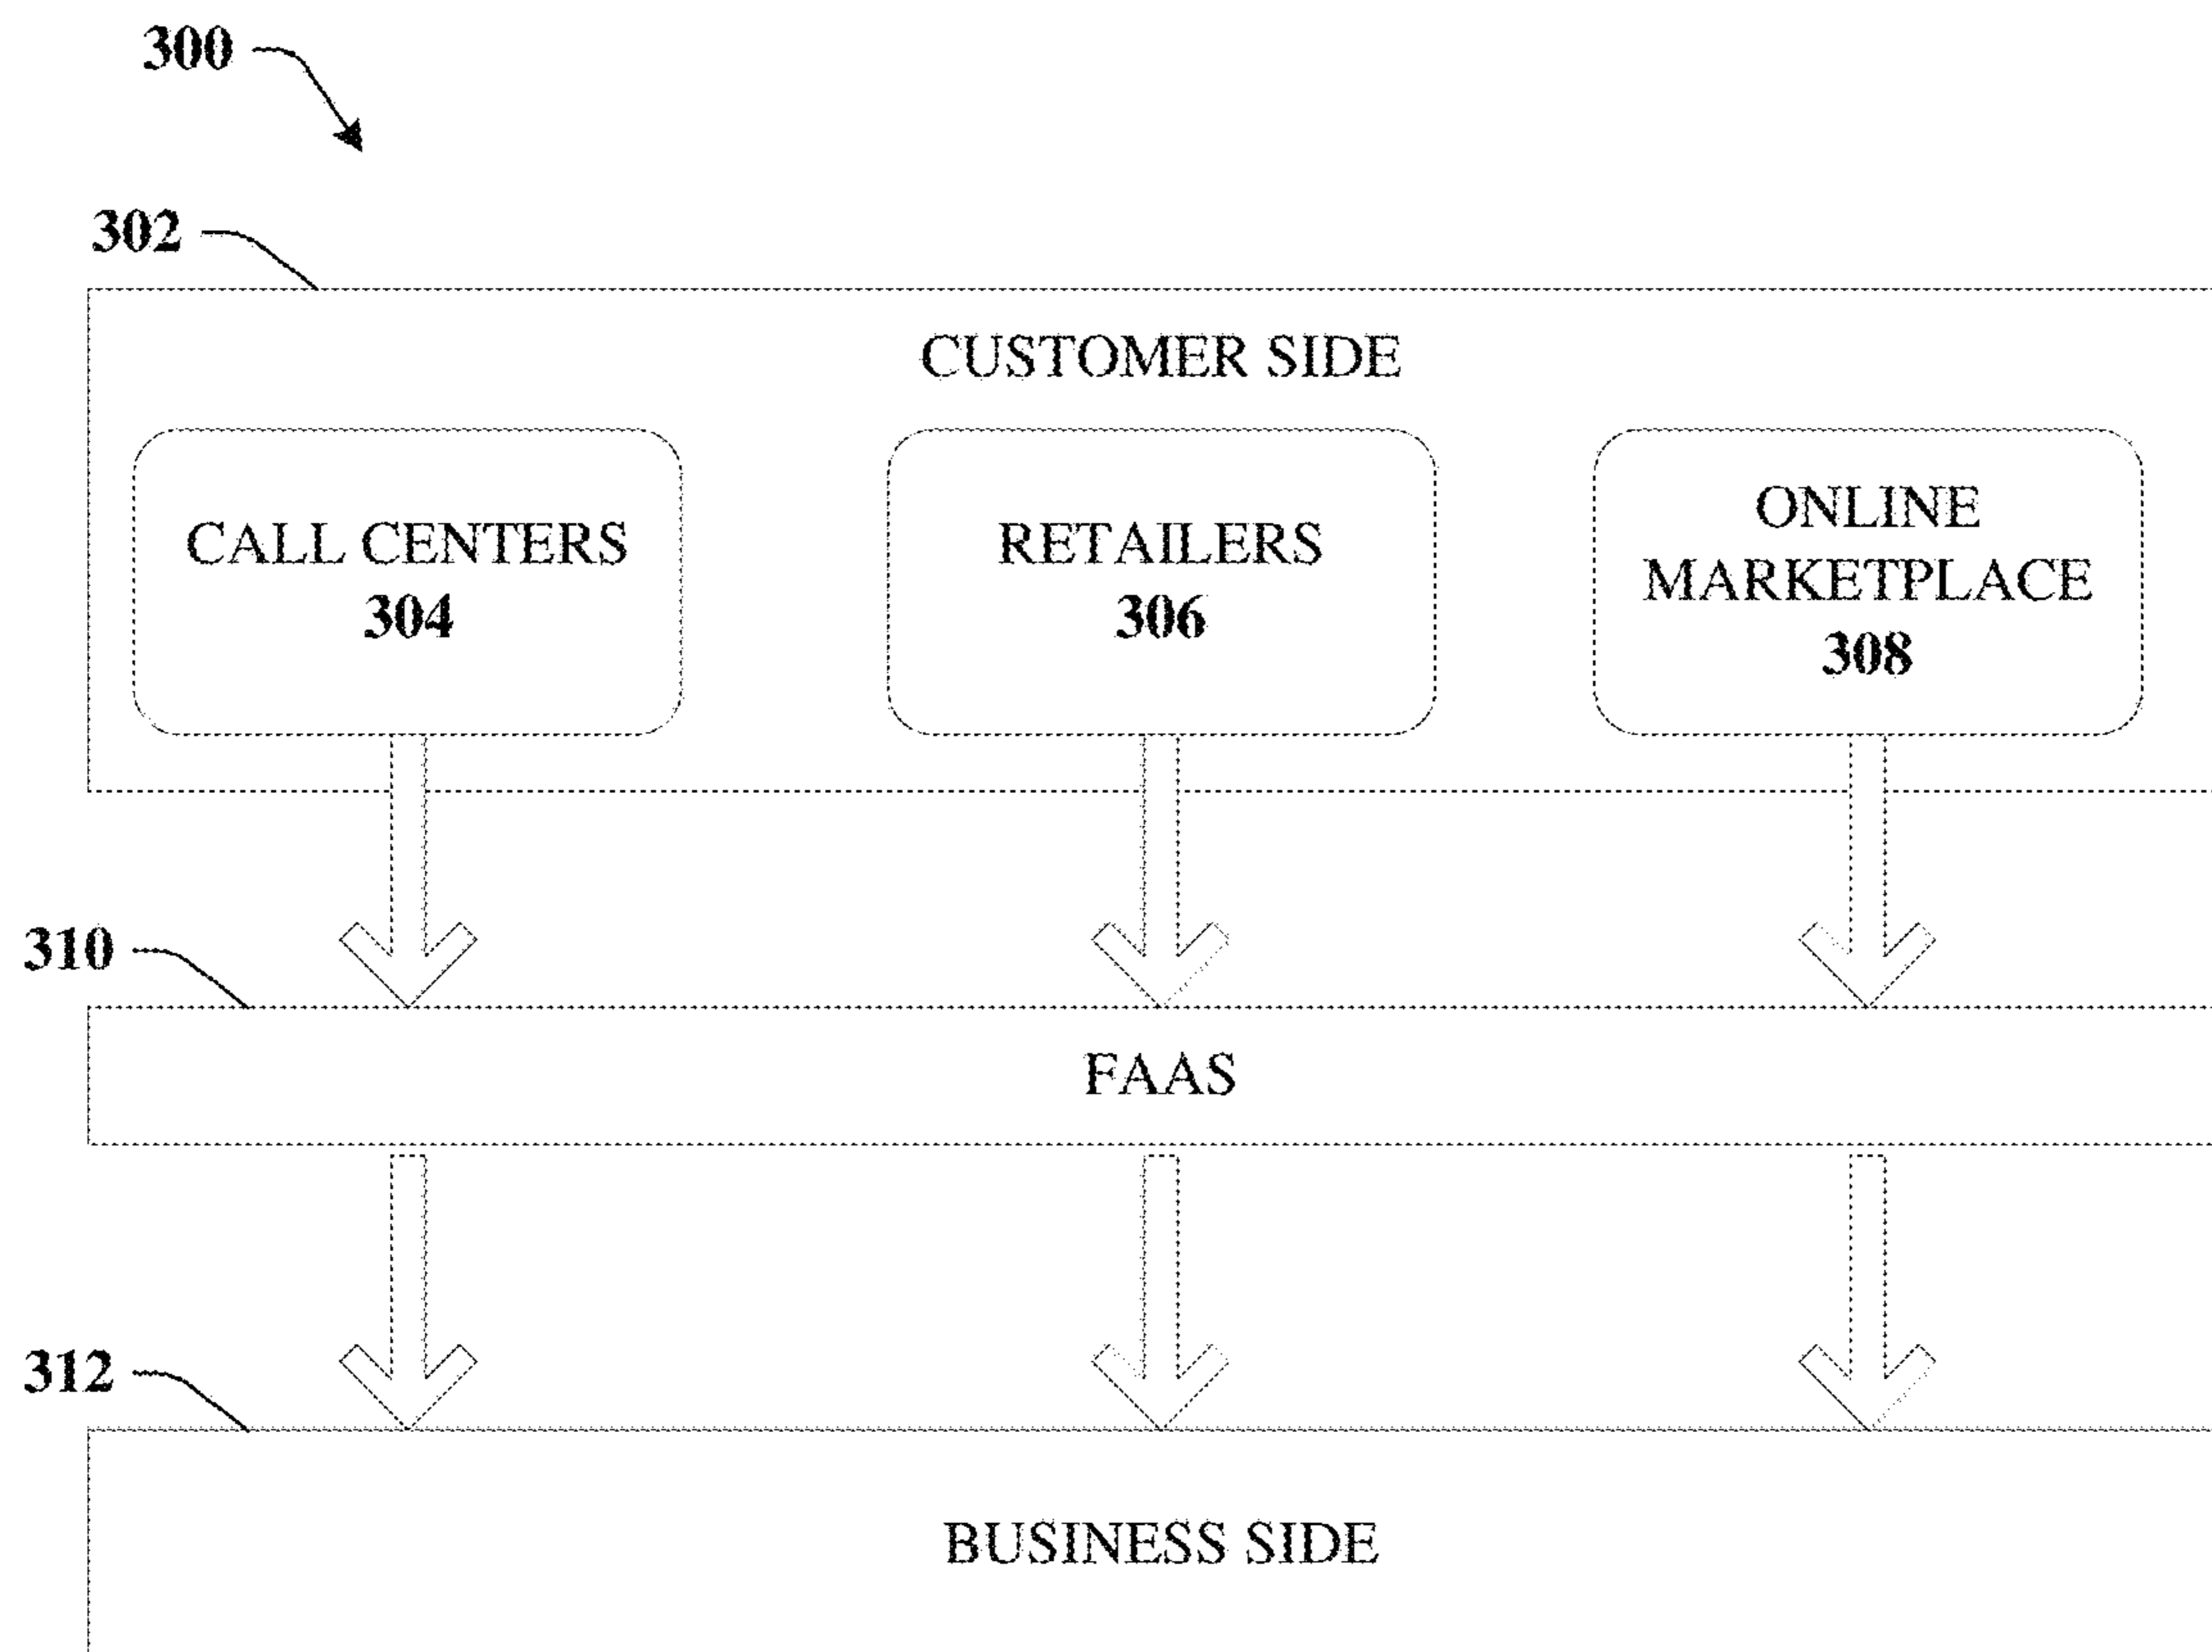 300
302
CUSTOMER SIDE
CALL CENTERS
304
RETAILERS
306
ONLINE
MARKETPLACE
308
310
FAAS
312
BUSINESS SIDE